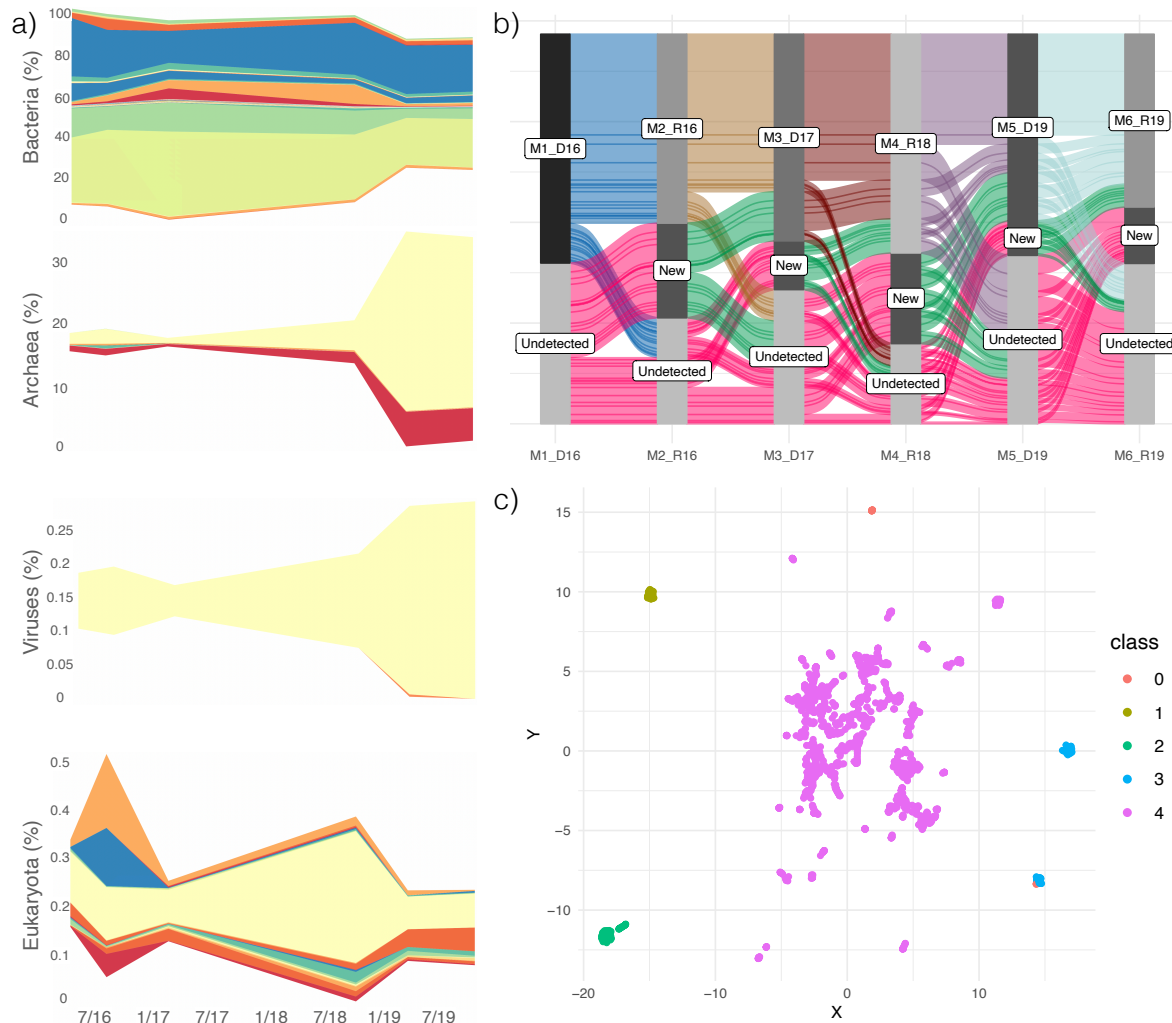 a)
Bacteria (%)
100
80
60
40
20
0
Archaea (%)
30
20
10
0
Viruses (%)
0.25
0.2
0.15
0.1
0.05
0
Eukaryota (%)
0.5
0.4
0.3
0.2
0.1
0
7/16 1/17 7/17 1/18 7/18 1/19 7/19
b)
M1_D16
M2_R16
M3_D17
M4_R18
M5_D19
M6_R19
New
New
New
New
New
Undetected
Undetected
Undetected
Undetected
Undetected
Undetected
M1_D16 M2_R16 M3_D17 M4_R18 M5_D19 M6_R19
c)
Y
15
10
5
0
−5
−10
−20 −10 0 10
X
class
0
1
2
3
4